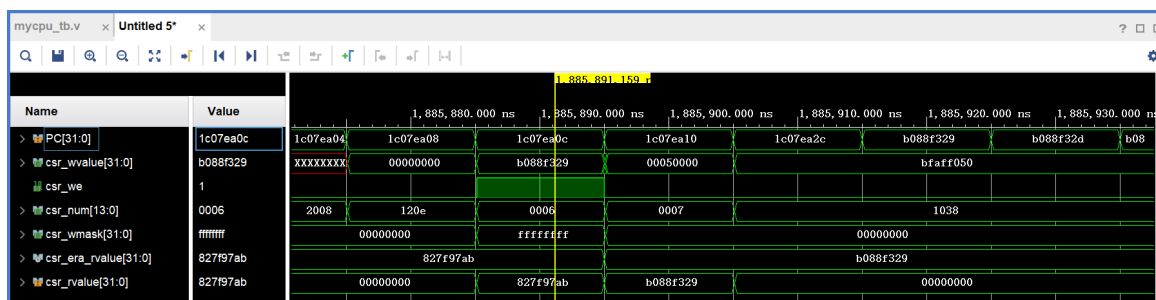 mycpu_tb.v × Untitled 5* ×
?
1,885,891.159 n
Name Value
1,885,880.000 ns 1,885,890.000 ns 1,885,900.000 ns 1,885,910.000 ns 1,885,920.000 ns 1,885,930.000 ns
PC[31:0] 1c07ea0c 1c07ea04 1c07ea08 1c07ea0c 1c07ea10 1c07ea2c b088f329 b088f32d b08
csr_wvalue[31:0] b088f329 XXXXXXXX 00000000 b088f329 00050000 bfaff050
csr_we 1
csr_num[13:0] 0006 2008 120e 0006 0007 1038
csr_wmask[31:0] ffffffff 00000000 ffffffff 00000000
csr_era_rvalue[31:0] 827f97ab 827f97ab b088f329
csr_rvalue[31:0] 827f97ab 00000000 827f97ab b088f329 00000000